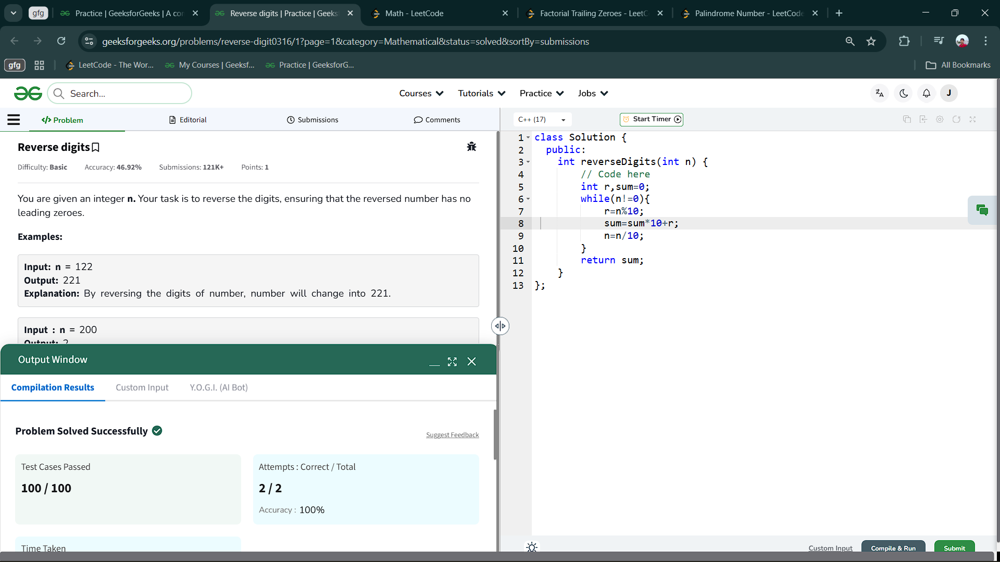 gfg
Practice | GeeksforGeeks | A cor
Reverse digits | Practice | Geeks
Math - LeetCode
Factorial Trailing Zeroes - LeetC
Palindrome Number - LeetCode
geeksforgeeks.org/problems/reverse-digit0316/1?page=1&category=Mathematical&status=solved&sortBy=submissions
gfg
LeetCode - The Wor...
My Courses | Geeksf...
Practice | GeeksforG...
All Bookmarks
Search...
Courses
Tutorials
Practice
Jobs
J
</> Problem
Editorial
Submissions
Comments
C++ (17)
Start Timer
Reverse digits
Difficulty: Basic Accuracy: 46.92% Submissions: 121K+ Points: 1
You are given an integer n. Your task is to reverse the digits, ensuring that the reversed number has no
leading zeroes.
Examples:
Input: n = 122
Output: 221
Explanation: By reversing the digits of number, number will change into 221.
Input : n = 200
Output: 2
Output Window
Compilation Results
Custom Input
Y.O.G.I. (AI Bot)
Problem Solved Successfully
Suggest Feedback
Test Cases Passed
100 / 100
Attempts : Correct / Total
2 / 2
Accuracy : 100%
Time Taken
1 class Solution {
2 public:
3 int reverseDigits(int n) {
4 // Code here
5 int r,sum=0;
6 while(n!=0){
7 r=n%10;
8 sum=sum*10+r;
9 n=n/10;
10 }
11 return sum;
12 }
13 };
Custom Input
Compile & Run
Submit